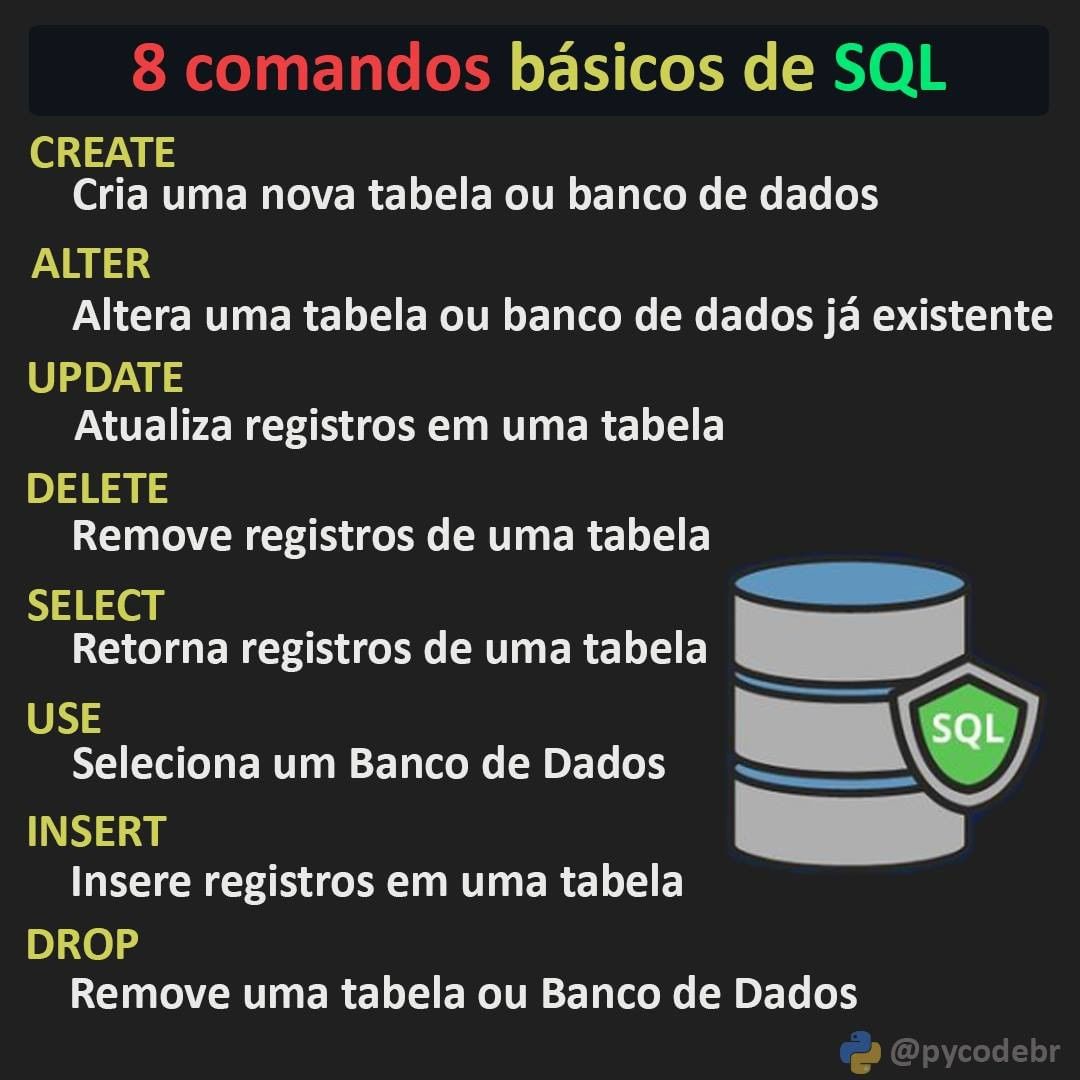 8 comandos básicos de SQL
CREATE
Cria uma nova tabela ou banco de dados
ALTER
Altera uma tabela ou banco de dados já existente
UPDATE
Atualiza registros em uma tabela
DELETE
Remove registros de uma tabela
SELECT
Retorna registros de uma tabela
USE
Seleciona um Banco de Dados
SQL
INSERT
Insere registros em uma tabela
DROP
Remove uma tabela ou Banco de Dados
@pycodebr